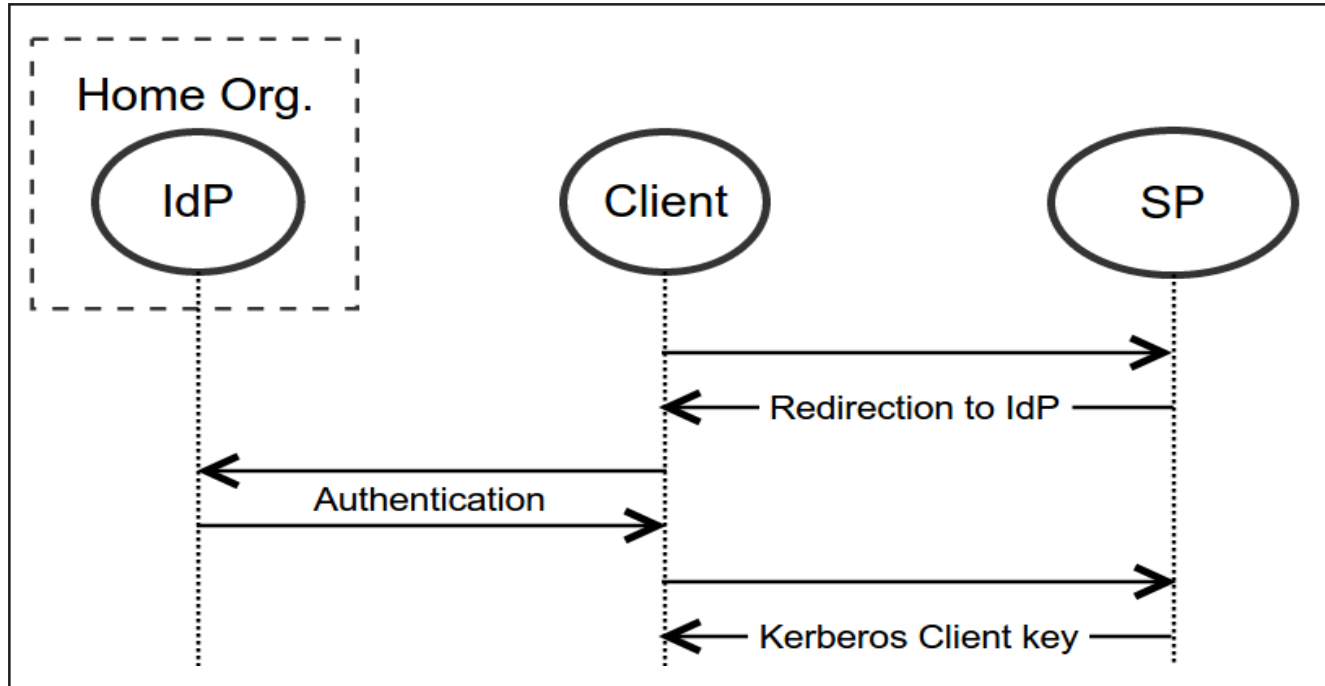 Home Org.
IdP
Client
SP
Redirection to IdP
Authentication
Kerberos Client key